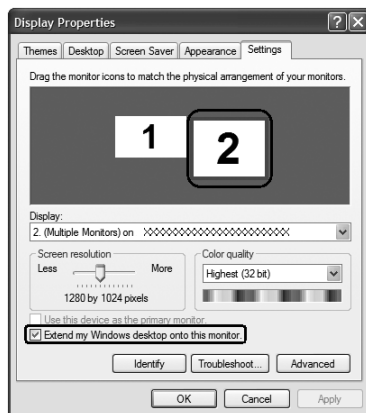 Display Properties
Themes Desktop Screen Saver Appearance Settings
Drag the monitor icons to match the physical arrangement of your monitors.
1 2
Display:
2. (Multiple Monitors) on XXXXXXXXXXXXXXXXXXXXXXX
Screen resolution Color quality
Less More Highest (32 bit)
1280 by 1024 pixels
Use this device as the primary monitor.
Extend my Windows desktop onto this monitor.
Identify Troubleshoot... Advanced
OK Cancel Apply